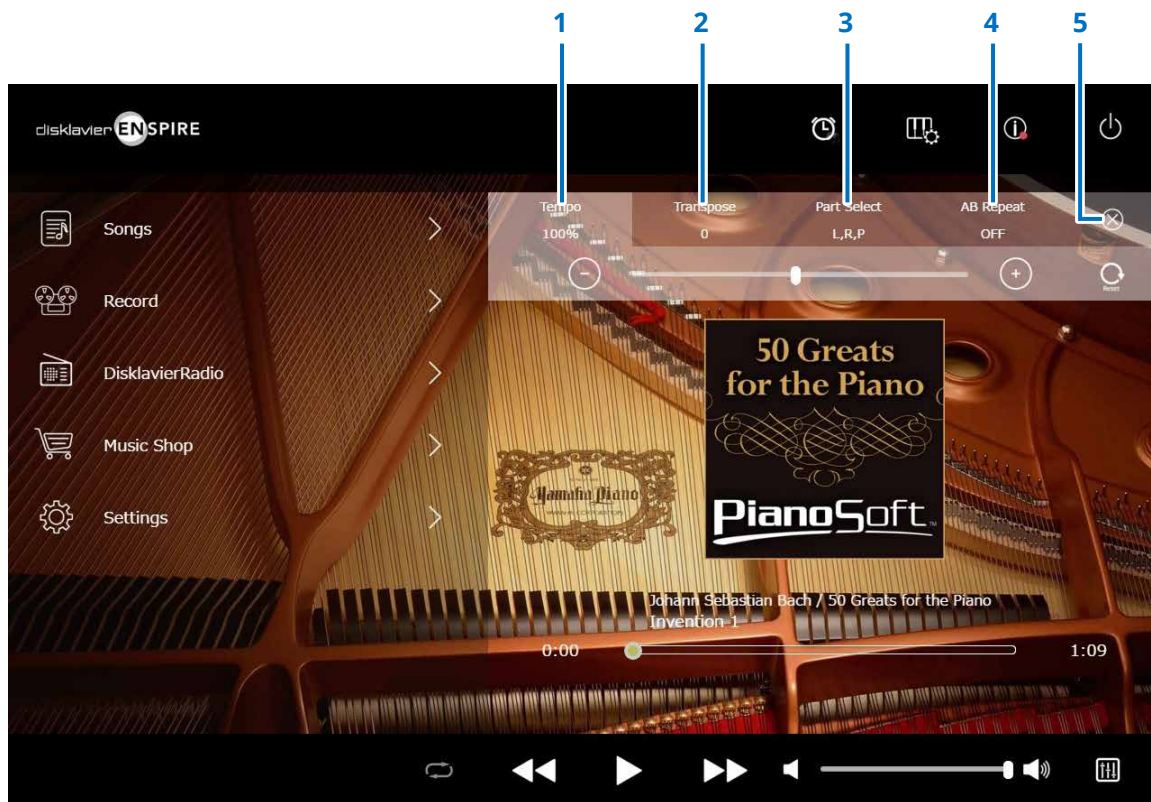 1 2 3 4 5
disklavier ENSPIRE
Tempo Transpose Part Select AB Repeat
100% 0 L,R,P OFF
Reset
Songs
Record
DisklavierRadio
Music Shop
Settings
50 Greats
for the Piano
Yamaha Piano
PianoSoft™
Johann Sebastian Bach / 50 Greats for the Piano
Invention 1
0:00 1:09